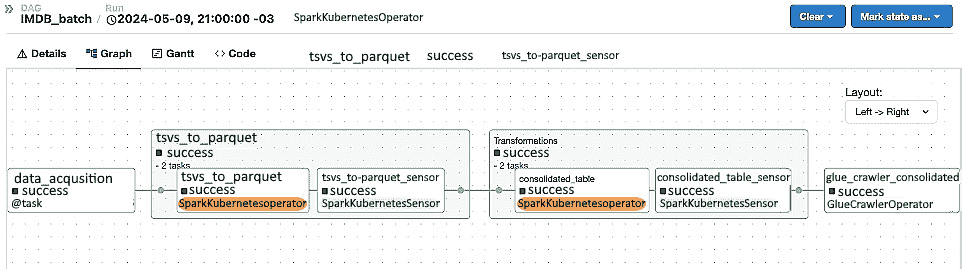 DAG
IMDB_batch /
Run
2024-05-09, 21:00:00 -03
SparkKubernetesOperator
Clear
Mark state as...
Details
Graph
Gantt
Code
tsvs_to_parquet
success
tsvs_to-parquet_sensor
Layout:
Left -> Right
tsvs_to_parquet
success
- 2 tasks
Transformations
success
- 2 tasks
data_acqusition
success
@task
tsvs_to_parquet
success
SparkKubernetesoperator
tsvs_to-parquet_sensor
success
SparkKubernetesSensor
consolidated_table
success
SparkKubernetesoperator
consolidated_table_sensor
success
SparkKubernetesSensor
glue_crawler_consolidated
success
GlueCrawlerOperator